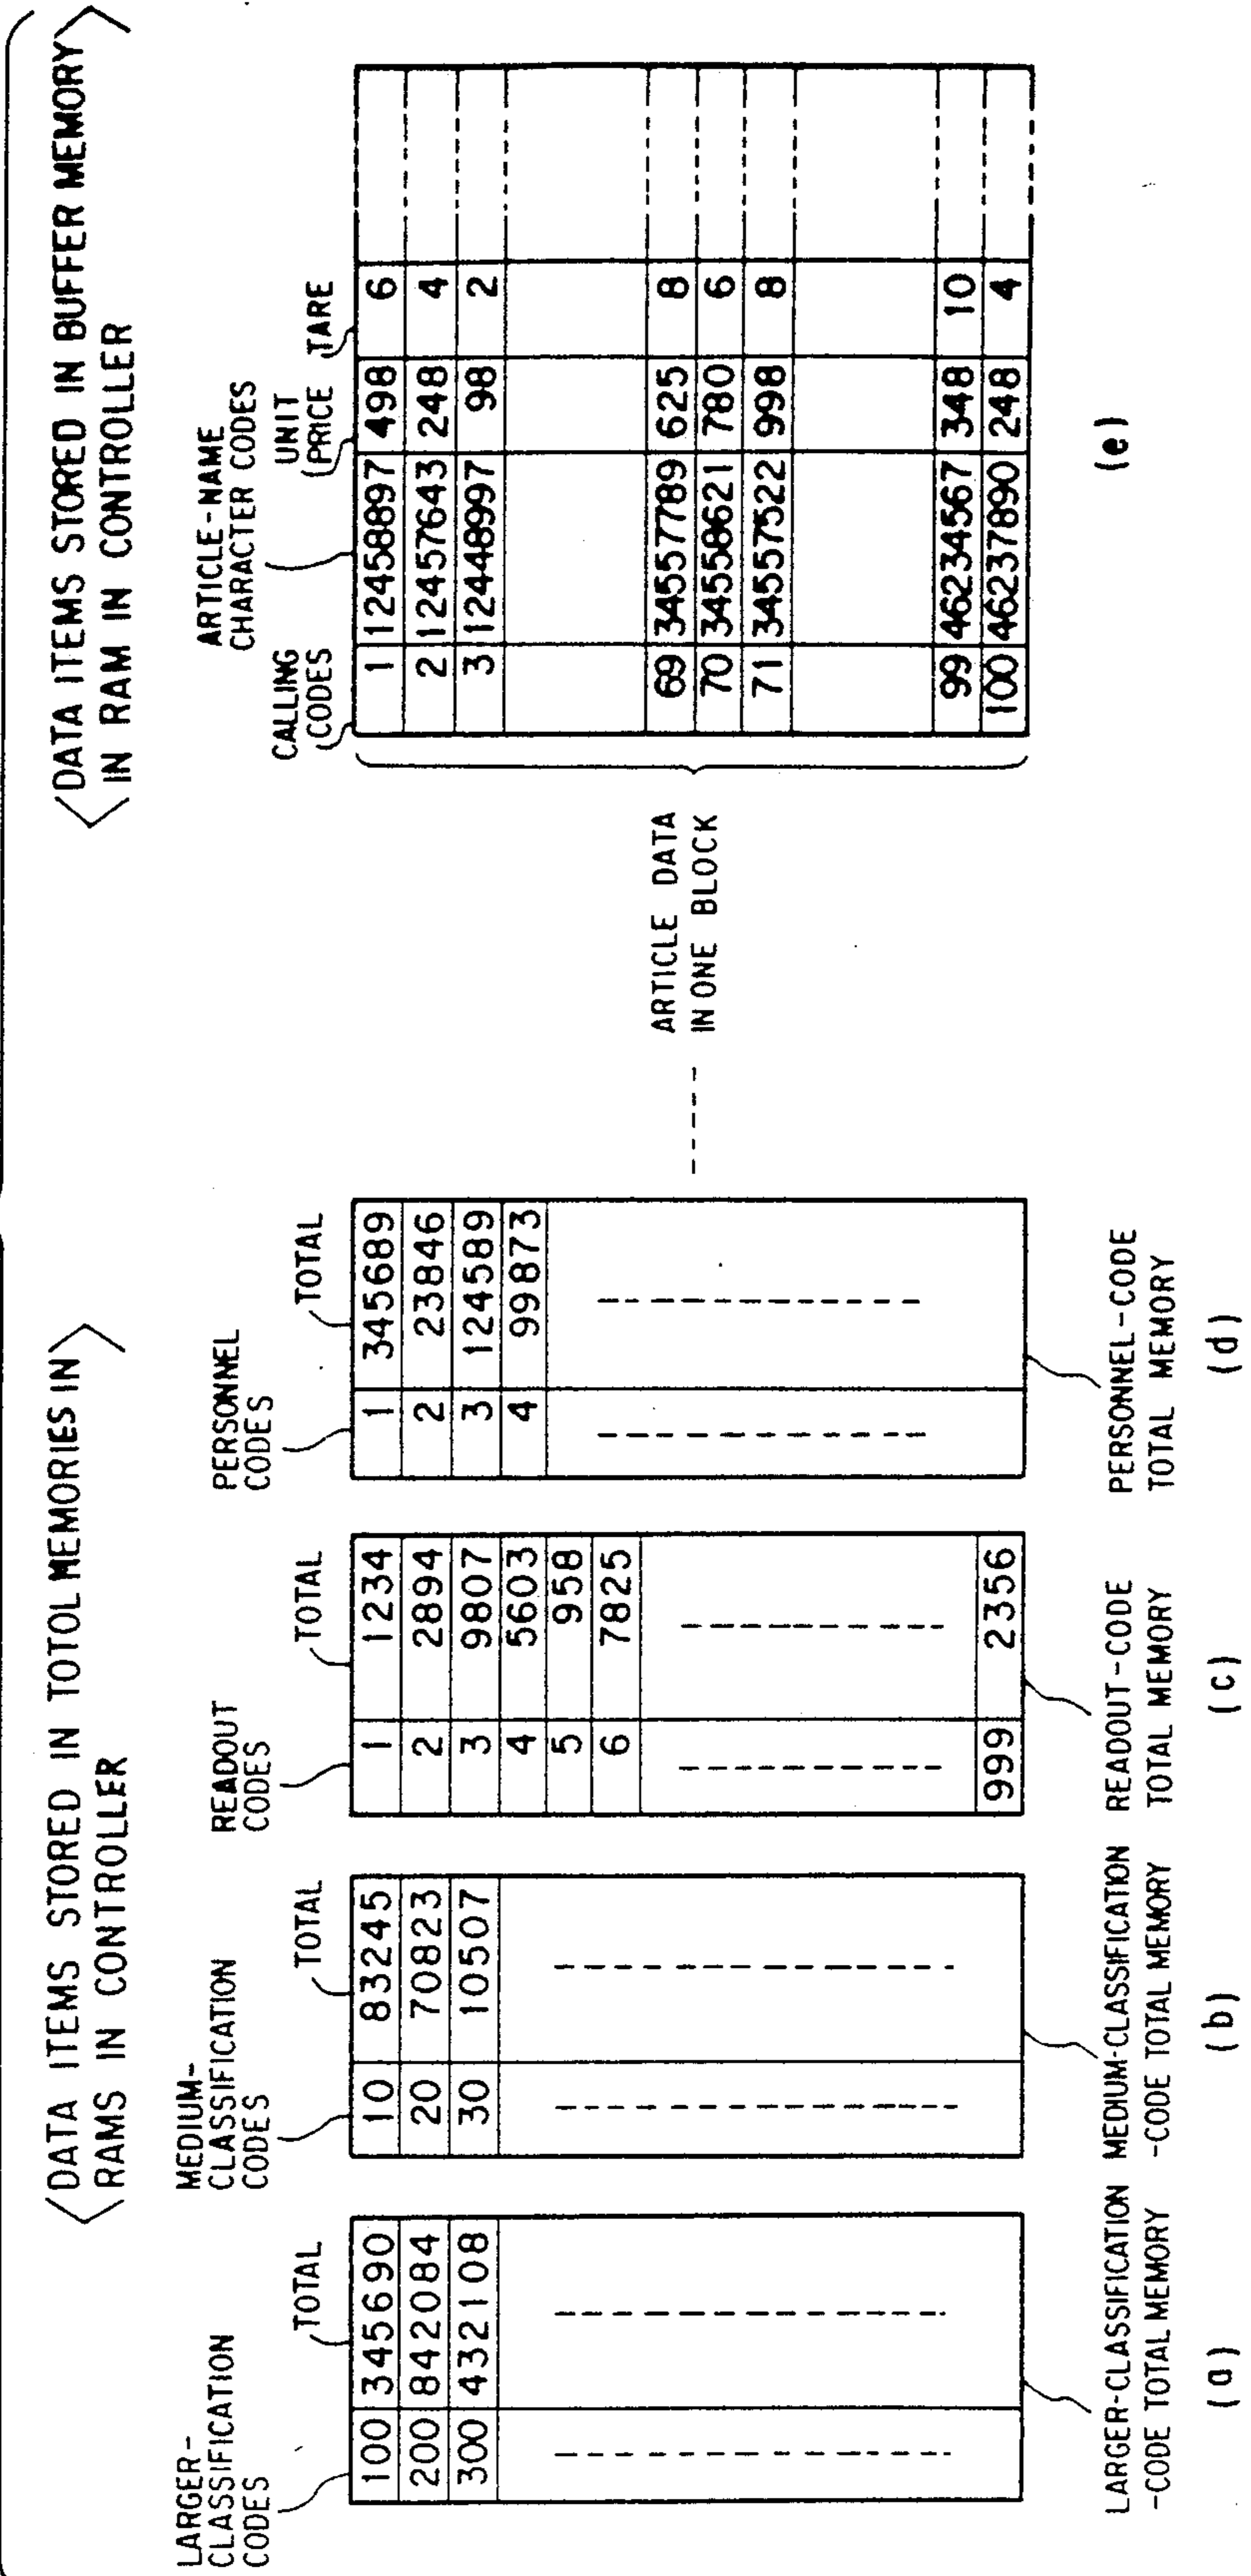 〈DATA ITEMS STORED IN TOTOL MEMORIES IN
RAMS IN CONTROLLER〉
LARGER-
CLASSIFICATION
CODES
TOTAL
100 345690
200 842084
300 432108
LARGER-CLASSIFICATION
-CODE TOTAL MEMORY
(a)
MEDIUM-
CLASSIFICATION
CODES
TOTAL
10 83245
20 70823
30 10507
MEDIUM-CLASSIFICATION
-CODE TOTAL MEMORY
(b)
READOUT
CODES
TOTAL
1 1234
2 2894
3 9807
4 5603
5 958
6 7825
999 2356
READOUT-CODE
TOTAL MEMORY
(c)
PERSONNEL
CODES
TOTAL
1 345689
2 23846
3 124589
4 99873
PERSONNEL-CODE
TOTAL MEMORY
(d)
〈DATA ITEMS STORED IN BUFFER MEMORY
IN RAM IN CONTROLLER〉
ARTICLE DATA
IN ONE BLOCK
CALLING
CODES
ARTICLE-NAME
CHARACTER CODES
UNIT
PRICE
TARE
1 12458897 498 6
2 12457643 248 4
3 12448997 98 2
69 34557789 625 8
70 34558621 780 6
71 34557522 998 8
99 46234567 348 10
100 46237890 248 4
(e)